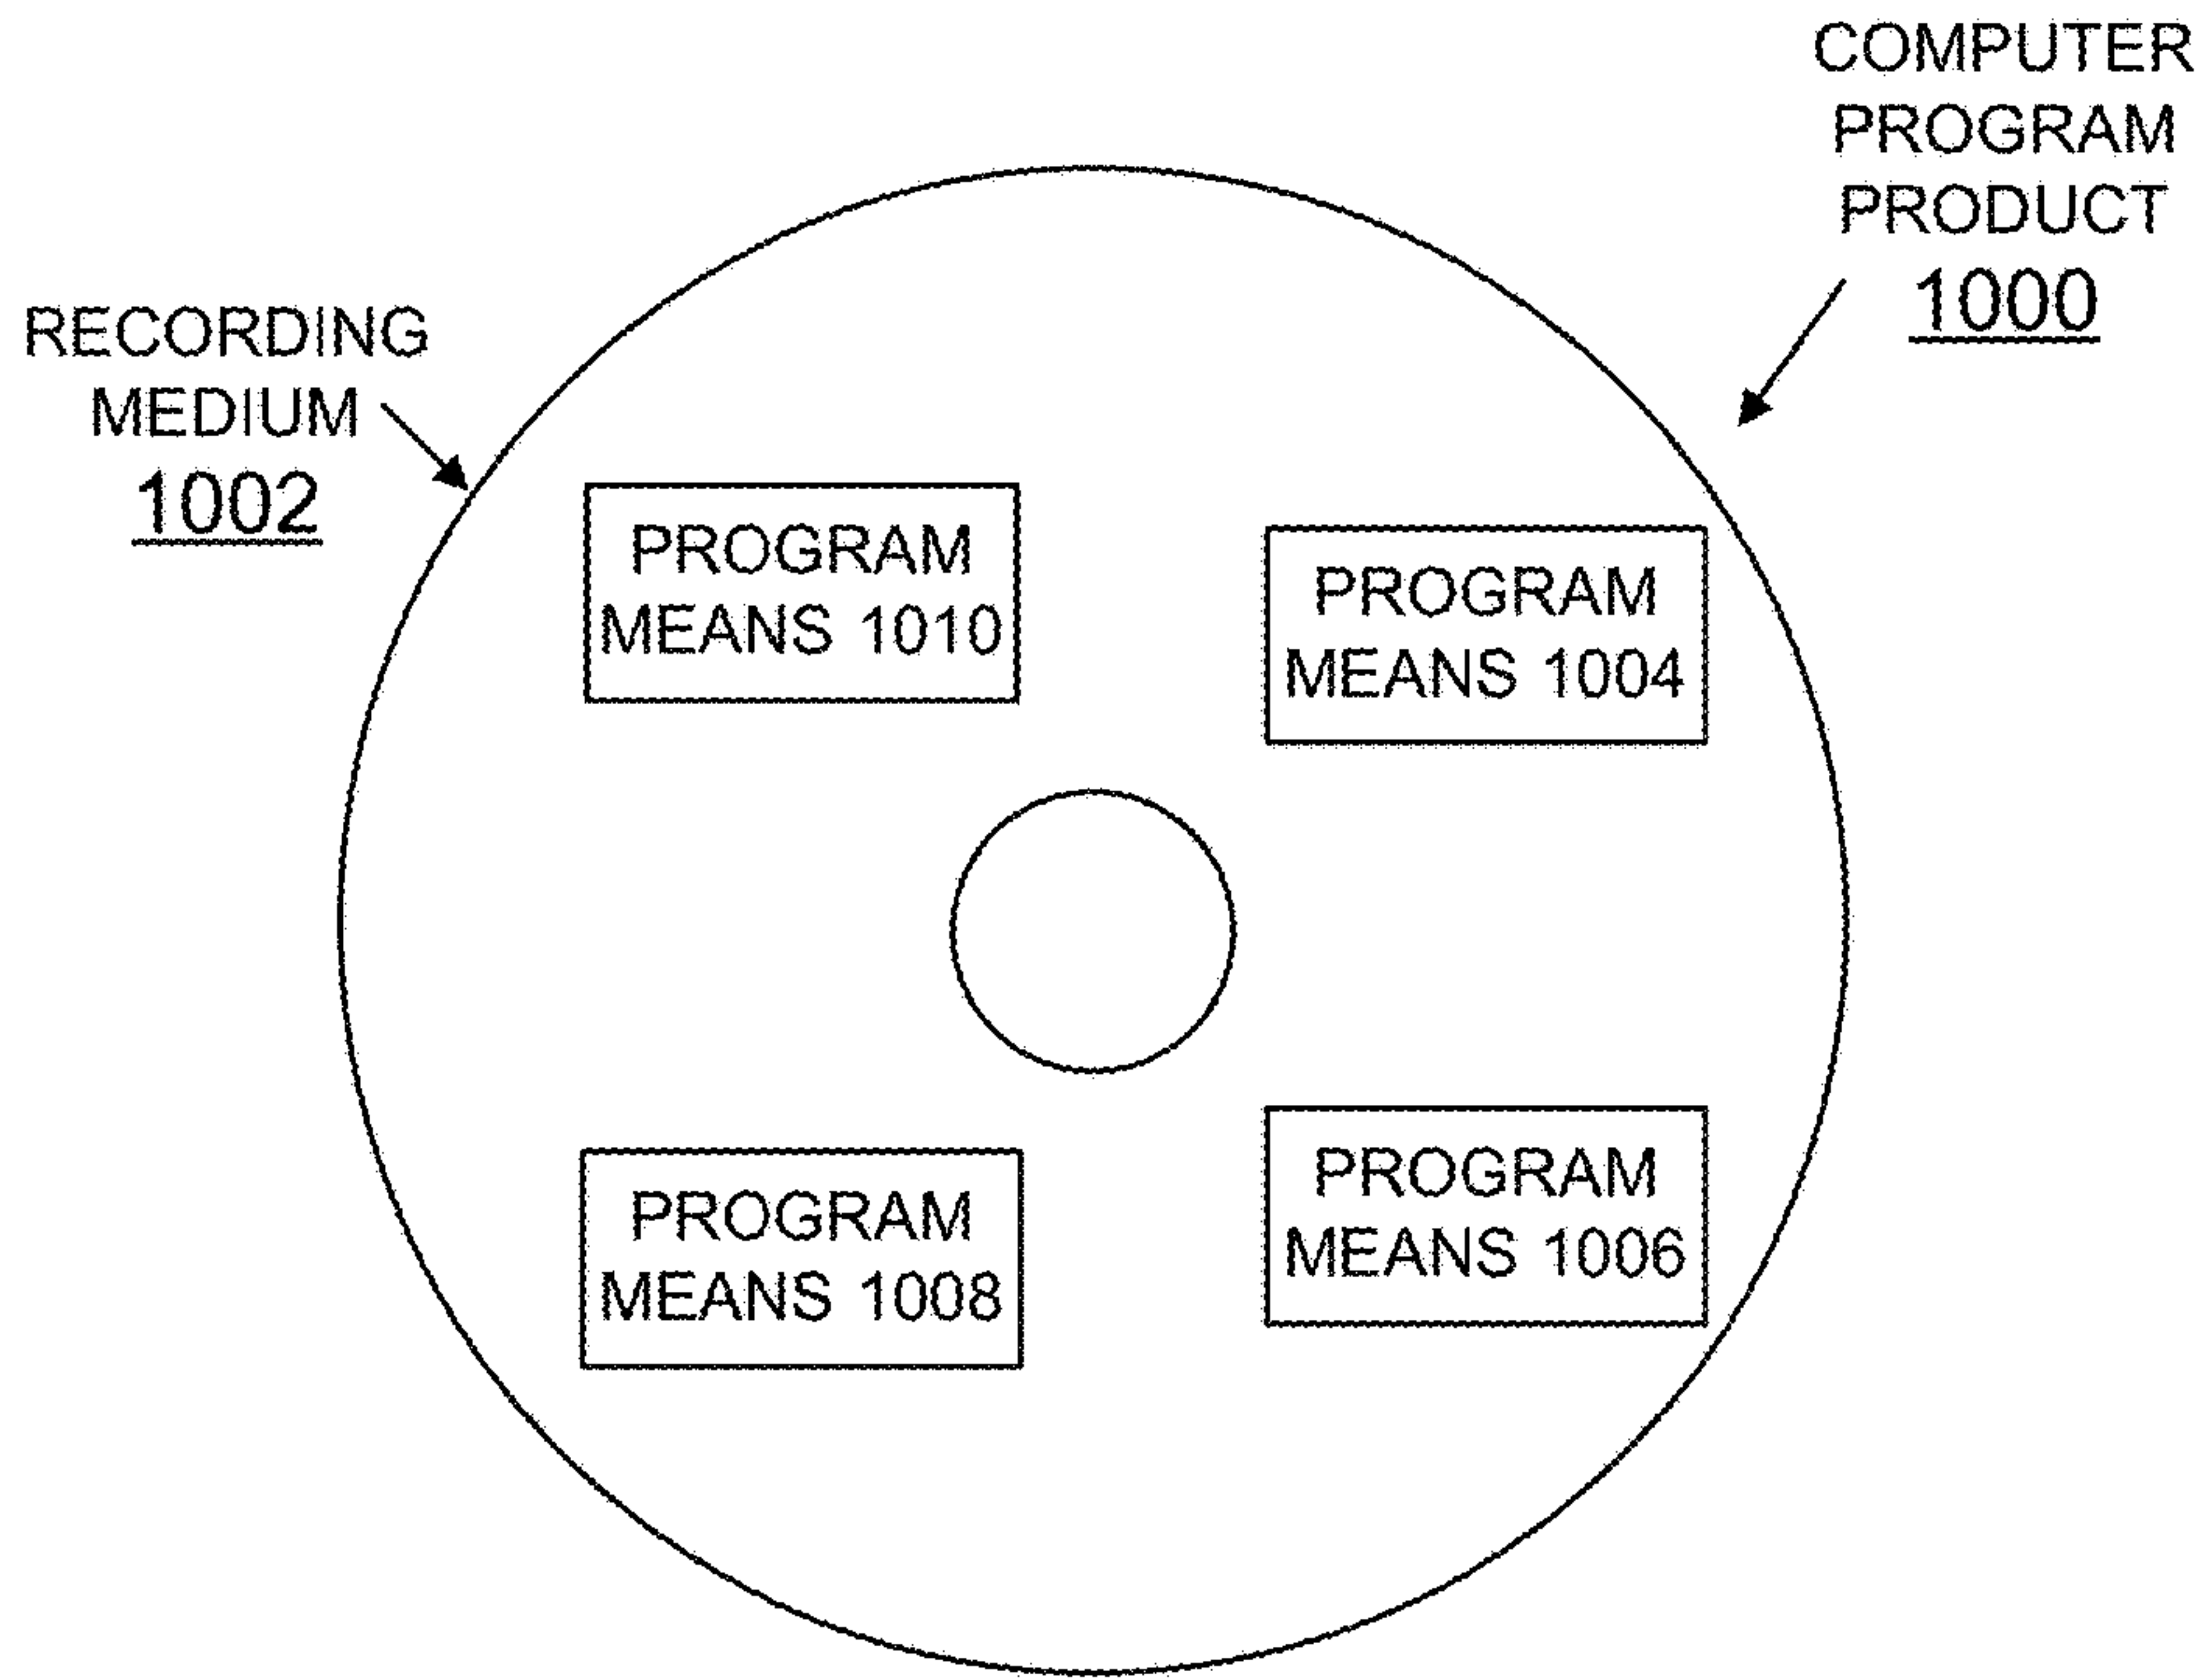 COMPUTER
PROGRAM
PRODUCT
1000
RECORDING
MEDIUM
1002
PROGRAM
MEANS 1010
PROGRAM
MEANS 1004
PROGRAM
MEANS 1008
PROGRAM
MEANS 1006